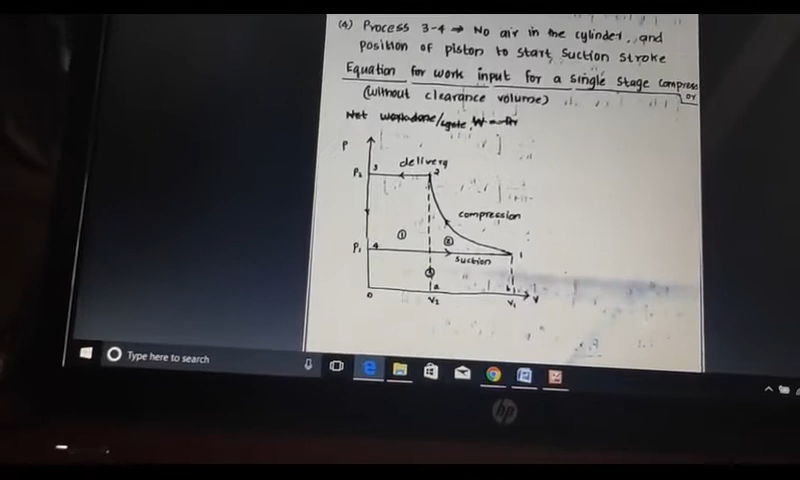 (4) Process 3-4 → No air in the cylinder, and
position of piston to start suction stroke
Equation for work input for a single stage compressor
(without clearance volume)
Net workdone/cycle, W =
P
P2
3
delivery
2
compression
①
②
P1
4
1
suction
0
a
b
V2
V1
V
Type here to search
hp